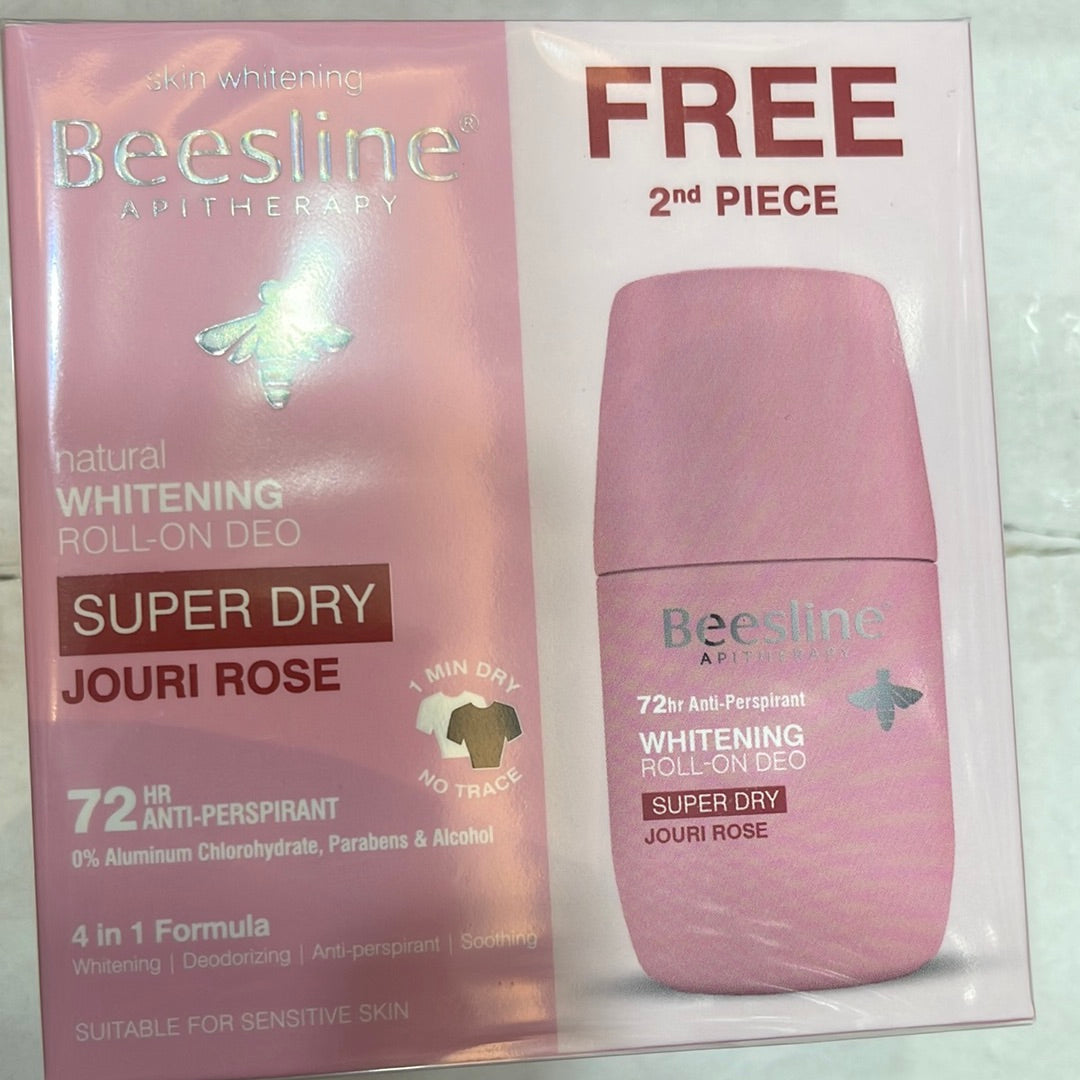 skin whitening
Beesline®
APITHERAPY
natural
WHITENING
ROLL-ON DEO
SUPER DRY
JOURI ROSE
1 MIN DRY
NO TRACE
72 HR
ANTI-PERSPIRANT
0% Aluminum Chlorohydrate, Parabens & Alcohol
4 in 1 Formula
Whitening | Deodorizing | Anti-perspirant | Soothing
SUITABLE FOR SENSITIVE SKIN
FREE
2nd PIECE
Beesline®
APITHERAPY
72hr Anti-Perspirant
WHITENING
ROLL-ON DEO
SUPER DRY
JOURI ROSE